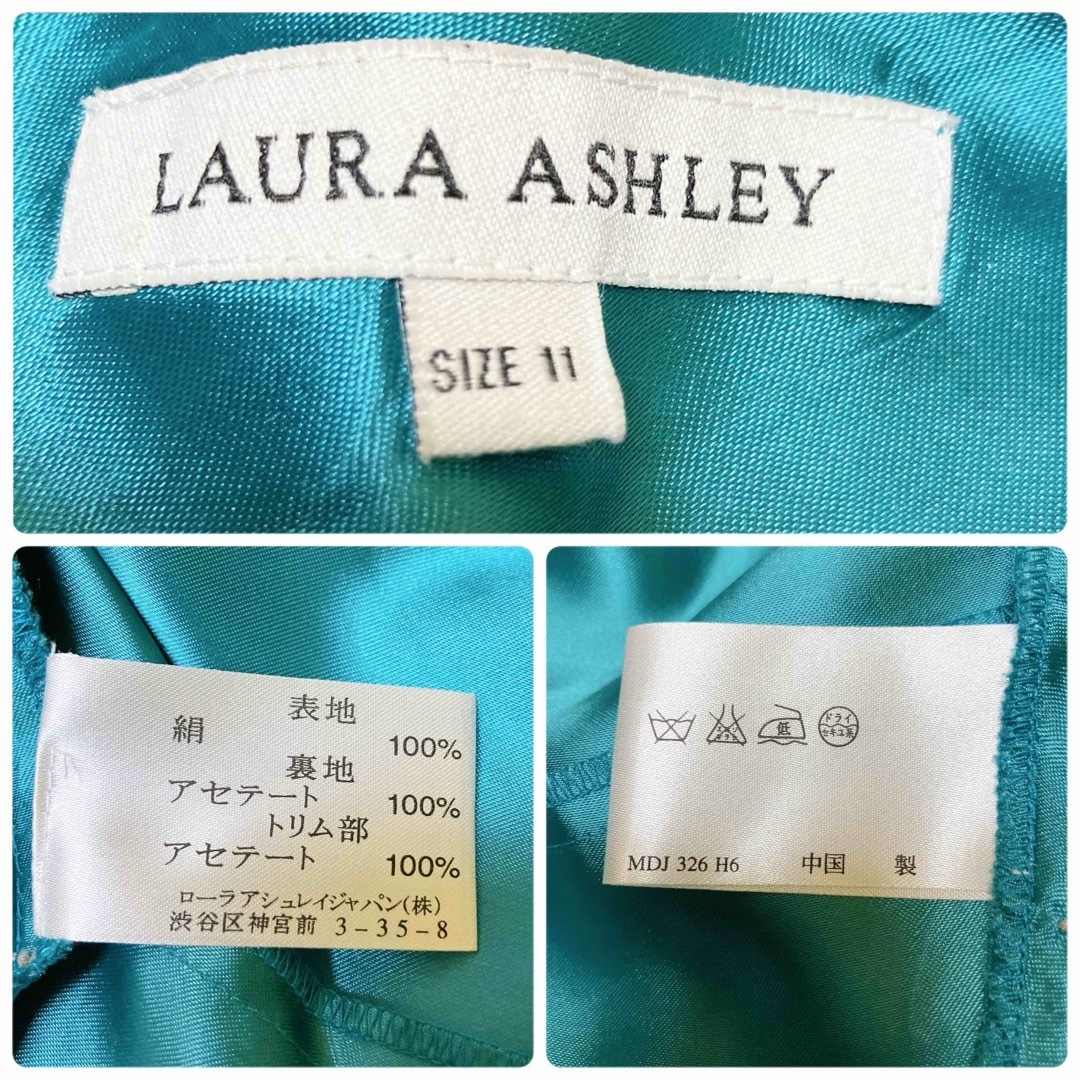 LAURA ASHLEY
SIZE 11
表地
絹 100%
裏地
アセテート 100%
トリム部
アセテート 100%
ローラアシュレイジャパン(株)
渋谷区神宮前 3-35-8
低 ドライ
セキユ系
MDJ 326 H6 中国 製